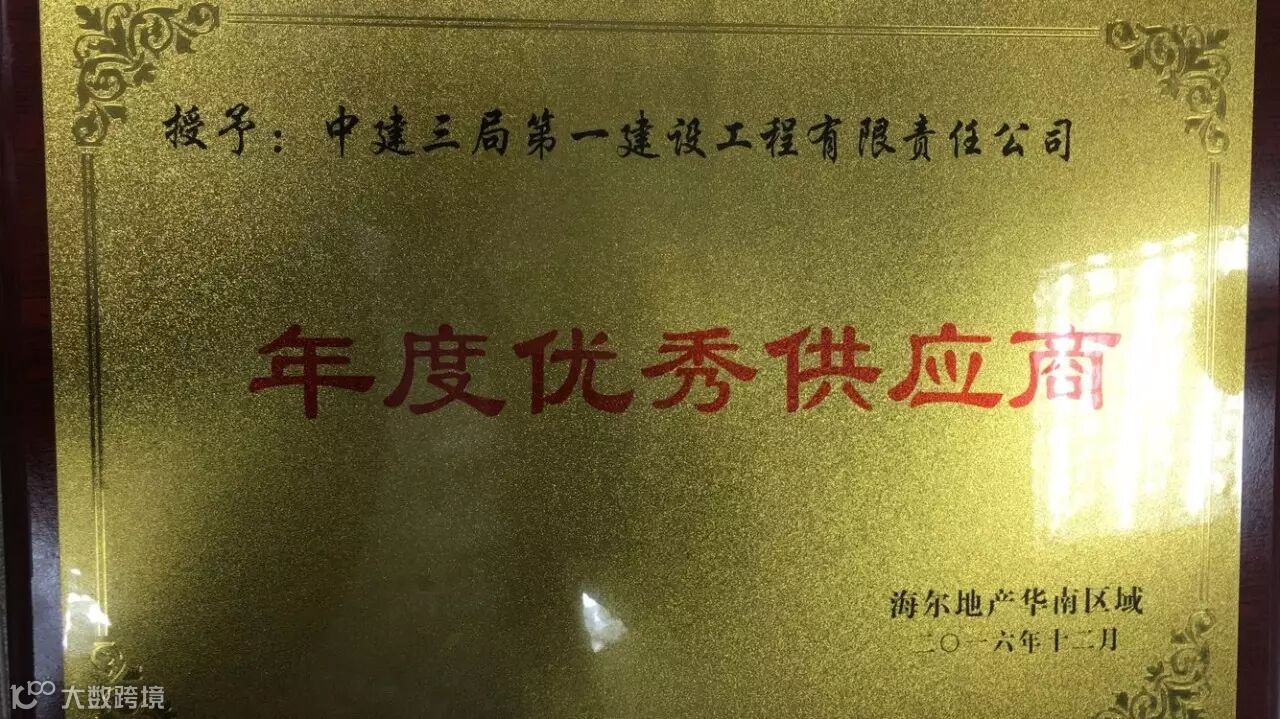 授予：中建三局第一建设工程有限责任公司
年度优秀供应商
海尔地产华南区域
二〇一六年十二月
大数跨境